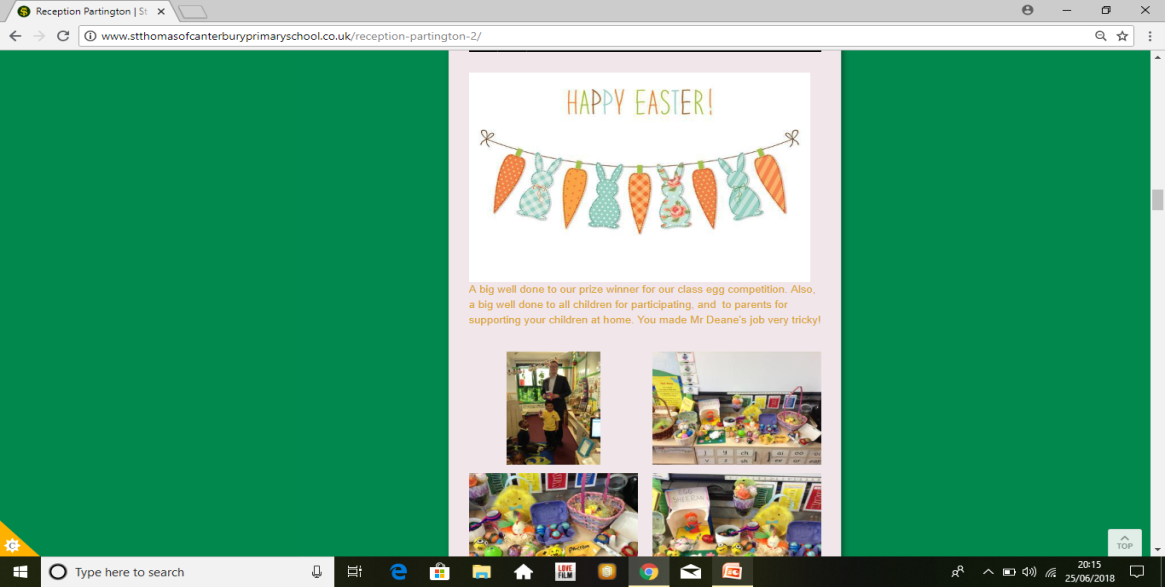 Reception Partington | St
www.stthomasofcanterburyprimaryschool.co.uk/reception-partington-2/
HAPPY EASTER!
A big well done to our prize winner for our class egg competition. Also,
a big well done to all children for participating, and  to parents for
supporting your children at home. You made Mr Deane's job very tricky!
TOP
Type here to search
LOVE
FiLM
20:15
25/06/2018